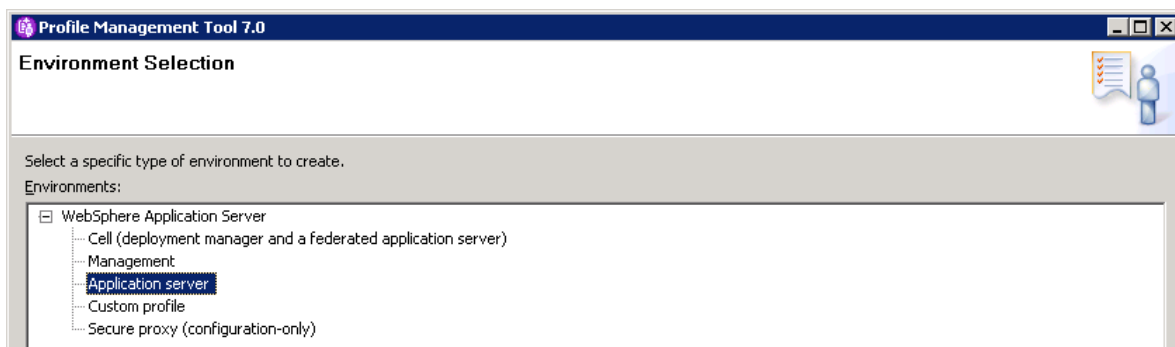 Profile Management Tool 7.0
Environment Selection
Select a specific type of environment to create.
Environments:
WebSphere Application Server
Cell (deployment manager and a federated application server)
Management
Application server
Custom profile
Secure proxy (configuration-only)